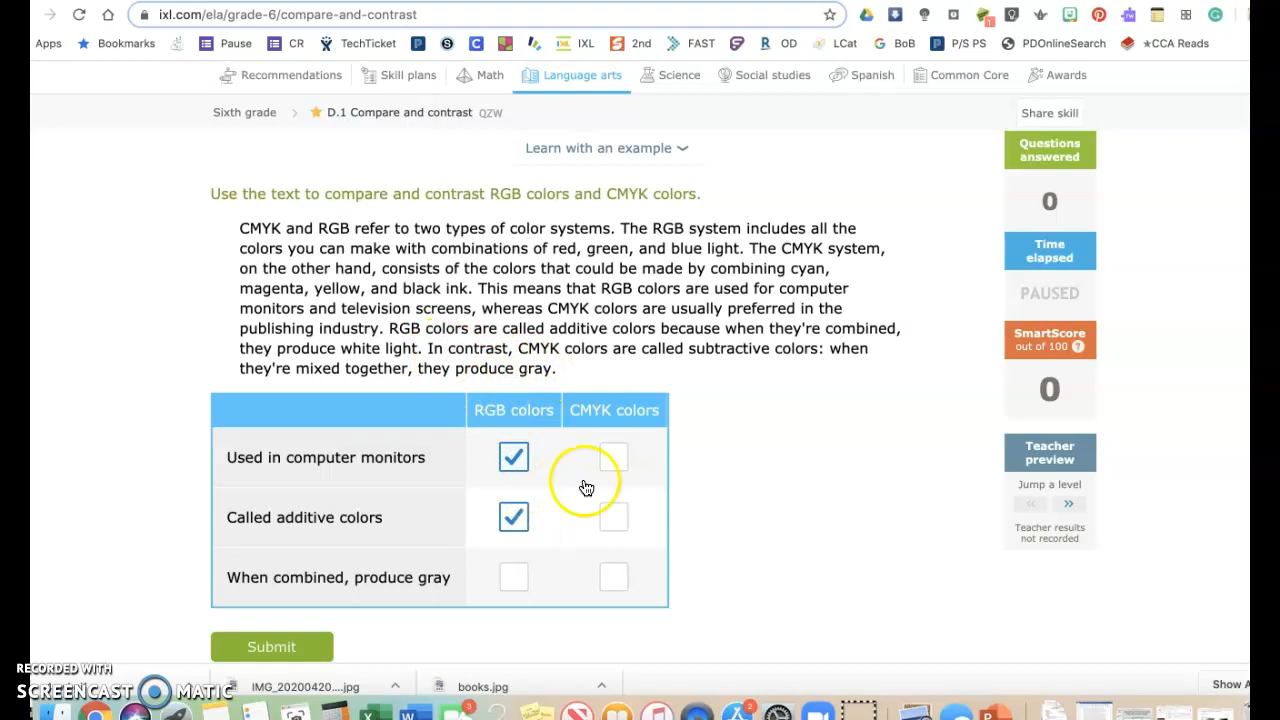 ixl.com/ela/grade-6/compare-and-contrast
Apps Bookmarks Pause CR TechTicket IXL 2nd FAST OD LCat BoB P/S PS PDOnlineSearch ★CCA Reads
Recommendations Skill plans Math Language arts Science Social studies Spanish Common Core Awards
Sixth grade > D.1 Compare and contrast QZW
Share skill
Learn with an example
Use the text to compare and contrast RGB colors and CMYK colors.
CMYK and RGB refer to two types of color systems. The RGB system includes all the
colors you can make with combinations of red, green, and blue light. The CMYK system,
on the other hand, consists of the colors that could be made by combining cyan,
magenta, yellow, and black ink. This means that RGB colors are used for computer
monitors and television screens, whereas CMYK colors are usually preferred in the
publishing industry. RGB colors are called additive colors because when they're combined,
they produce white light. In contrast, CMYK colors are called subtractive colors: when
they're mixed together, they produce gray.
RGB colors CMYK colors
Used in computer monitors
Called additive colors
When combined, produce gray
Submit
Questions
answered
0
Time
elapsed
PAUSED
SmartScore
out of 100 ?
0
Teacher
preview
Jump a level
« »
Teacher results
not recorded
RECORDED WITH
SCREENCAST MATIC
IMG_20200420....jpg books.jpg Show A